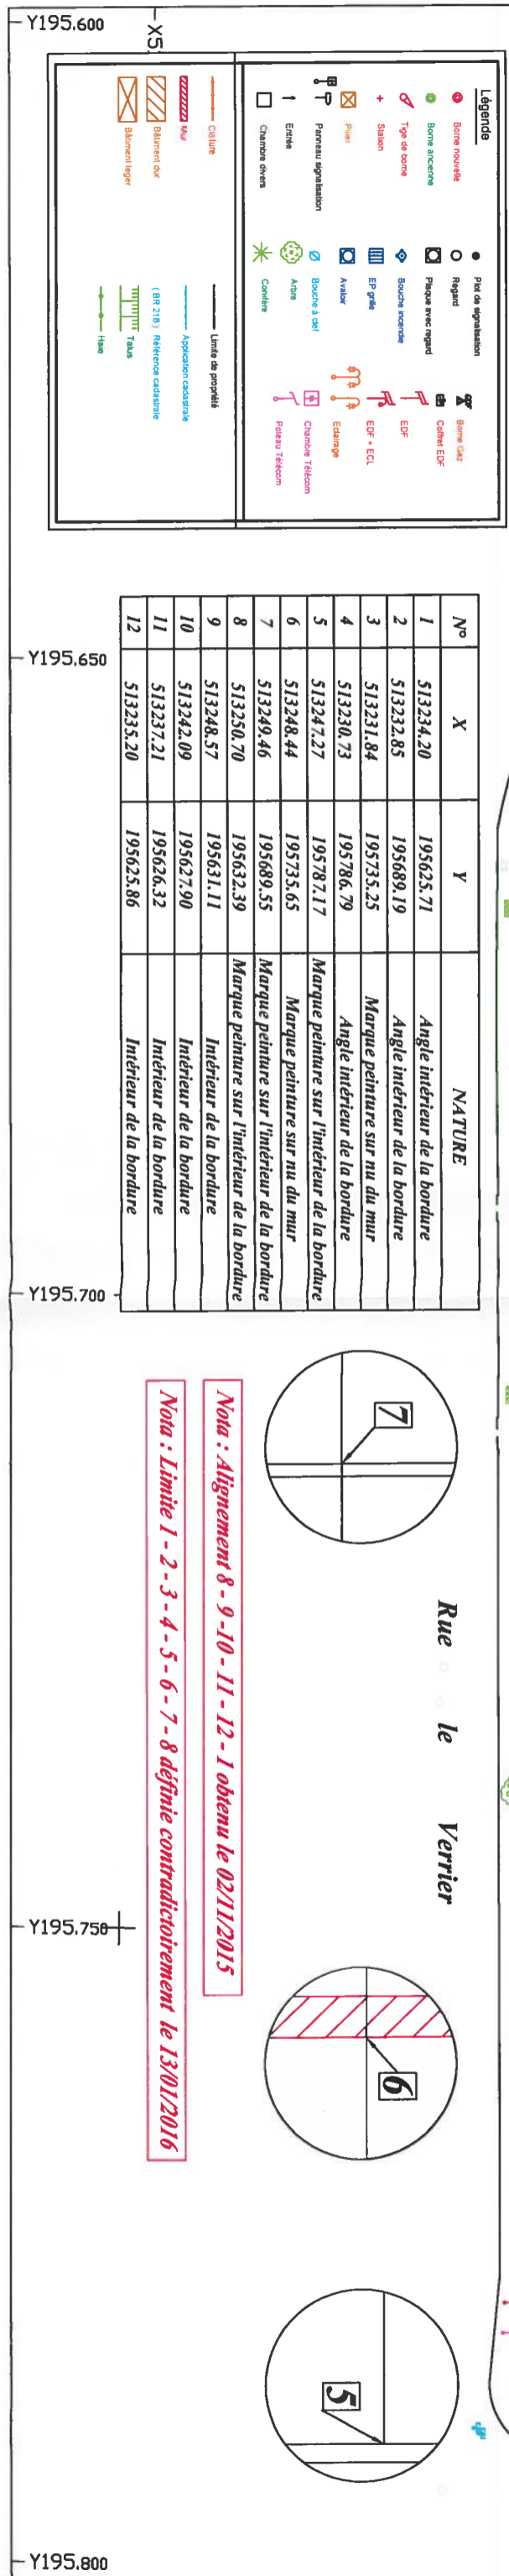 Y195.600
X5
Légende
Borne nouvelle
Borne ancienne
Tige de borne
Station
Pilier
Panneau signalisation
Entrée
Chambre divers
Plot de signalisation
Regard
Plaque avec regard
Bouche incendie
EP grille
Avaloir
Bouche à clef
Arbre
Conifère
Borne Gaz
Coffret EDF
EDF
EDF + ECL
Eclairage
Chambre Télécom
Poteau Télécom
Clôture
Mur
Bâtiment dur
Bâtiment leger
Limite de propriété
Application cadastrale
( BR 218 ) Référence cadastrale
Talus
Haie
Y195.650
N° X Y NATURE
1 513234.20 195625.71 Angle intérieur de la bordure
2 513232.85 195689.19 Angle intérieur de la bordure
3 513231.84 195735.25 Marque peinture sur nu du mur
4 513230.73 195786.79 Angle intérieur de la bordure
5 513247.27 195787.17 Marque peinture sur l'intérieur de la bordure
6 513248.44 195735.65 Marque peinture sur nu du mur
7 513249.46 195689.55 Marque peinture sur l'intérieur de la bordure
8 513250.70 195632.39 Marque peinture sur l'intérieur de la bordure
9 513248.57 195631.11 Intérieur de la bordure
10 513242.09 195627.90 Intérieur de la bordure
11 513237.21 195626.32 Intérieur de la bordure
12 513235.20 195625.86 Intérieur de la bordure
Y195.700
7
Rue le Verrier
Nota : Alignement 8 - 9 -10 - 11 - 12 - 1 obtenu le 02/11/2015
Nota : Limite 1 - 2 - 3 - 4 - 5 - 6 - 7 - 8 définie contradictoirement le 13/01/2016
Y195.750
6
5
Y195.800